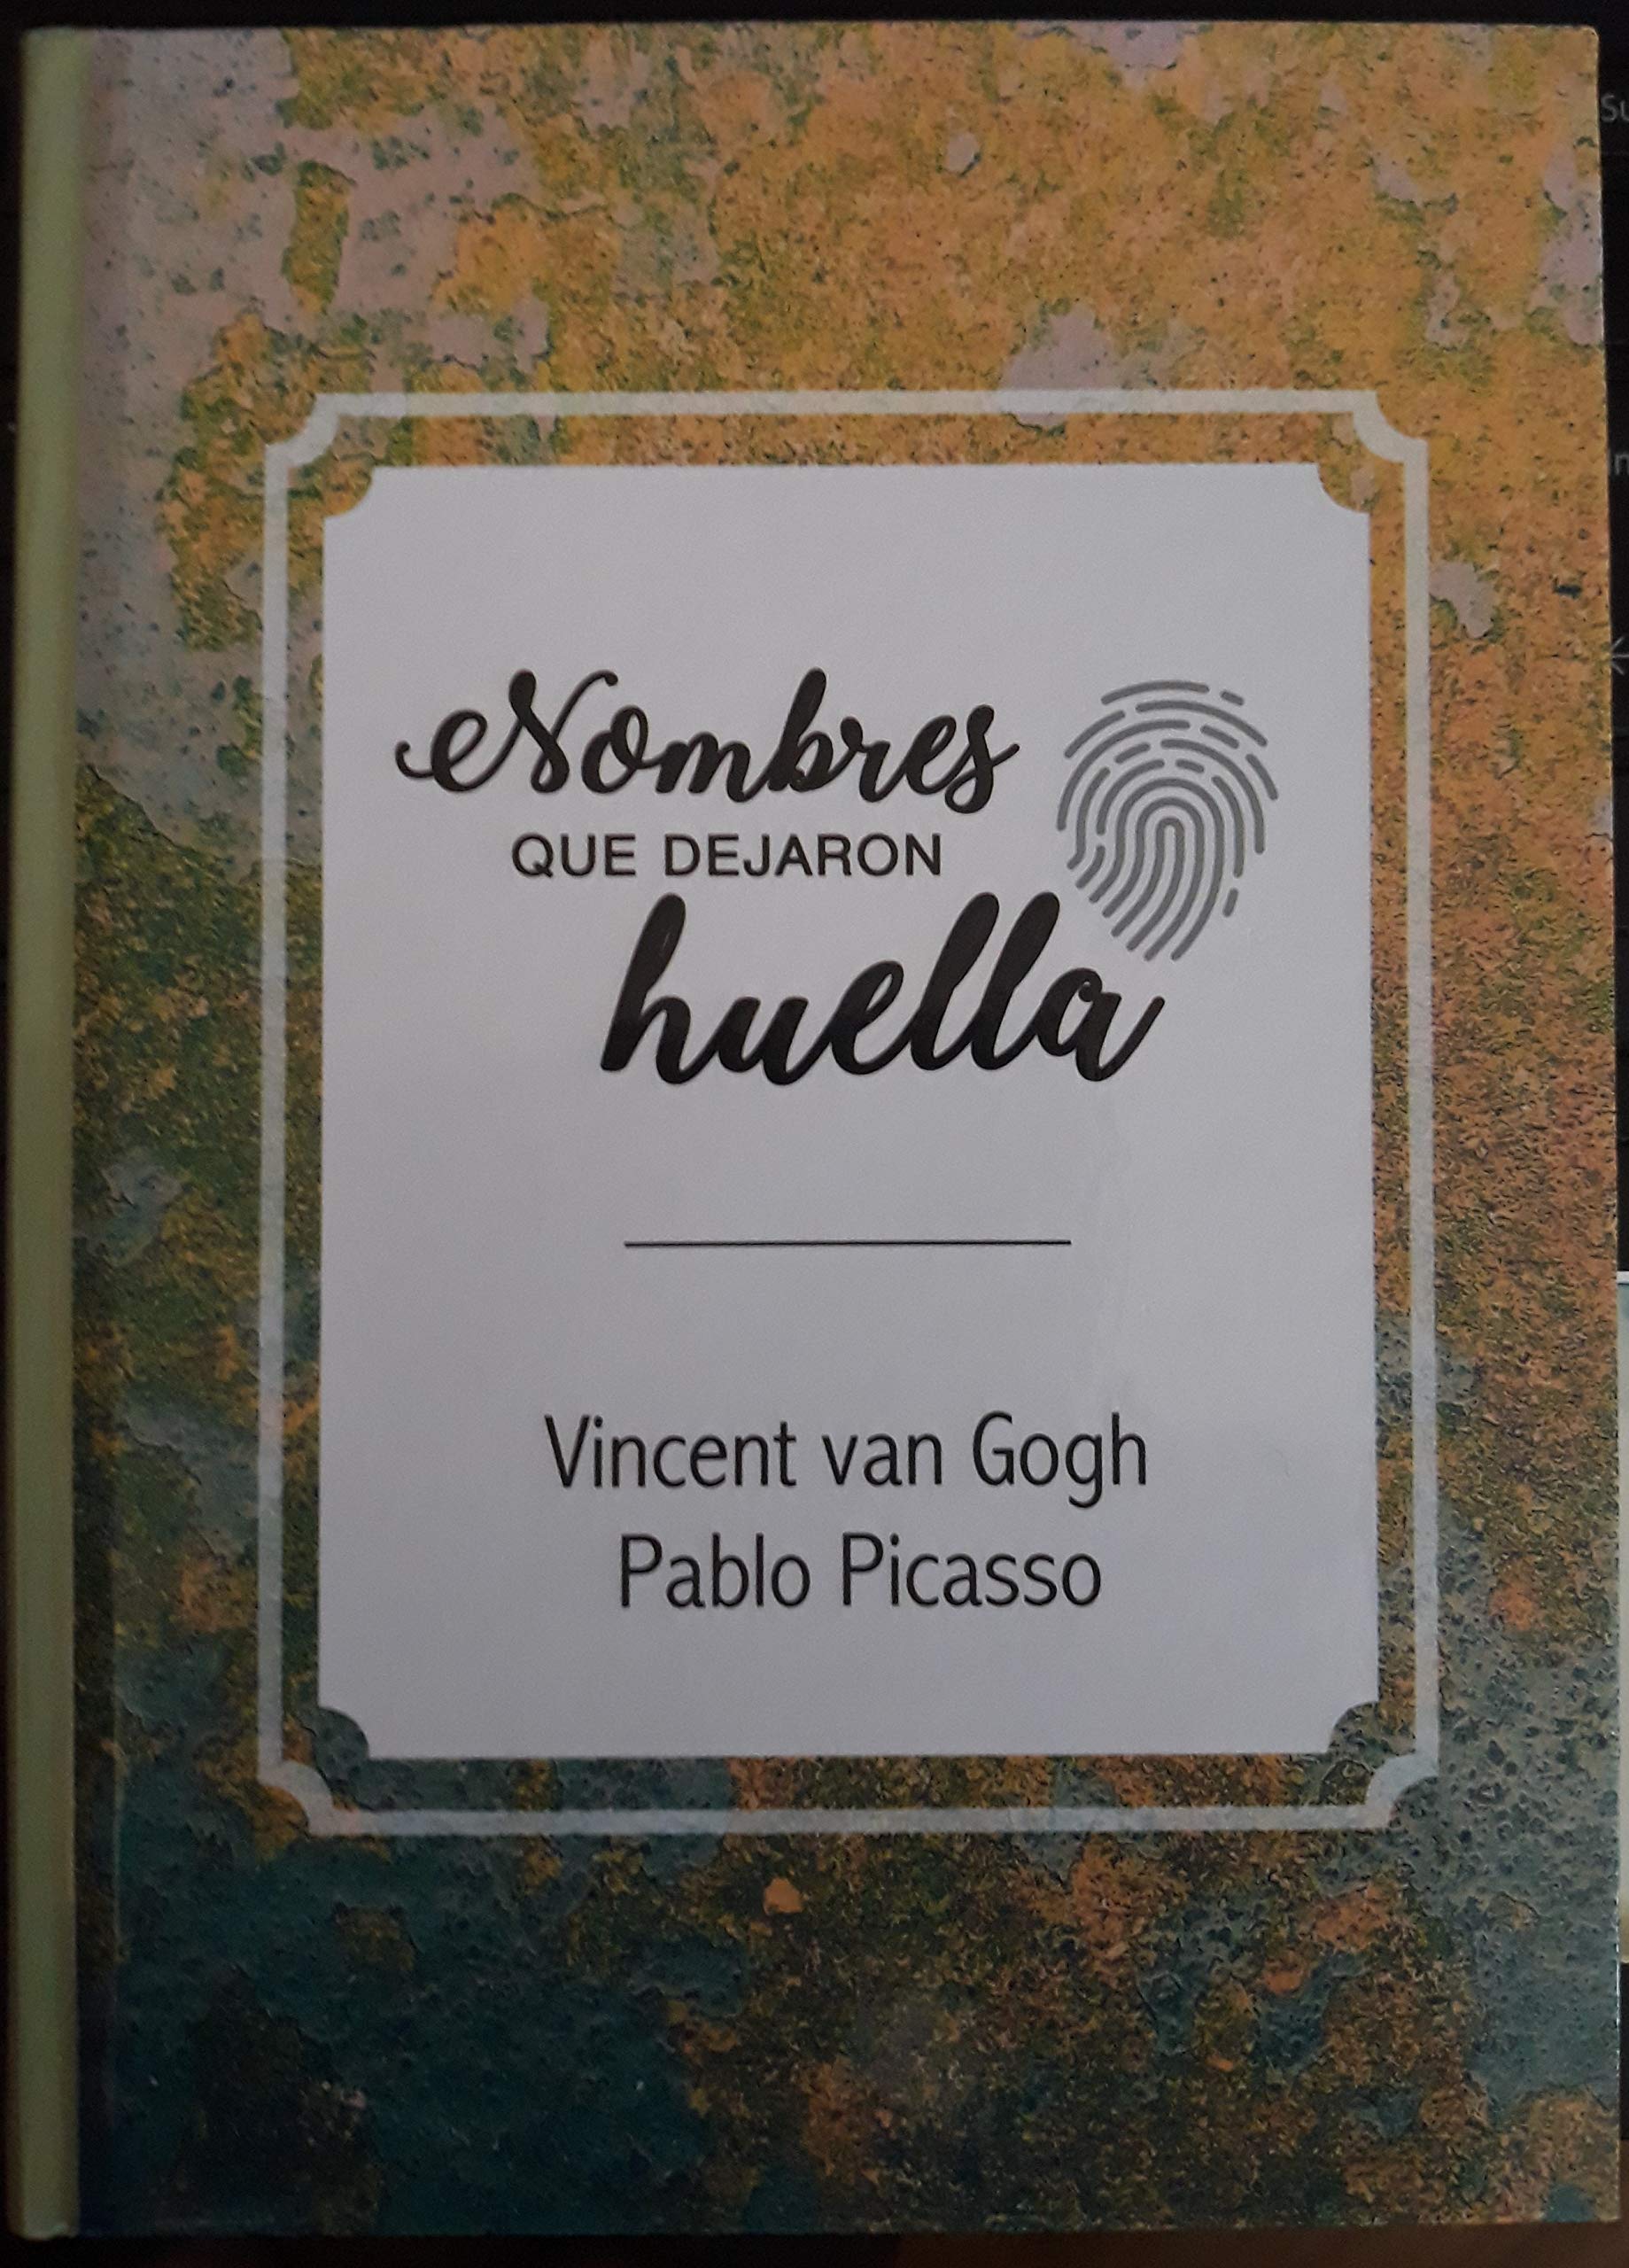 Nombres
QUE DEJARON
huella
Vincent van Gogh
Pablo Picasso